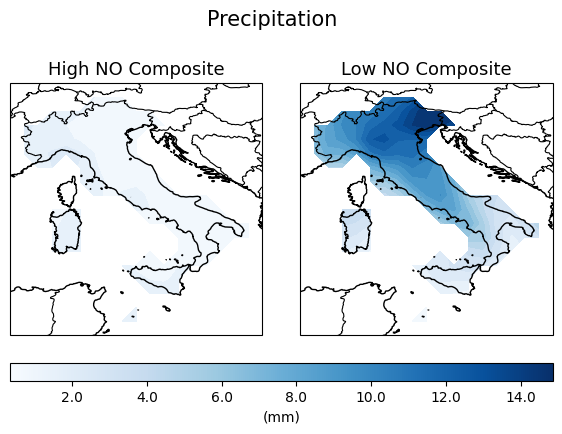 Precipitation
High NO Composite
Low NO Composite
2.0 4.0 6.0 8.0 10.0 12.0 14.0
(mm)